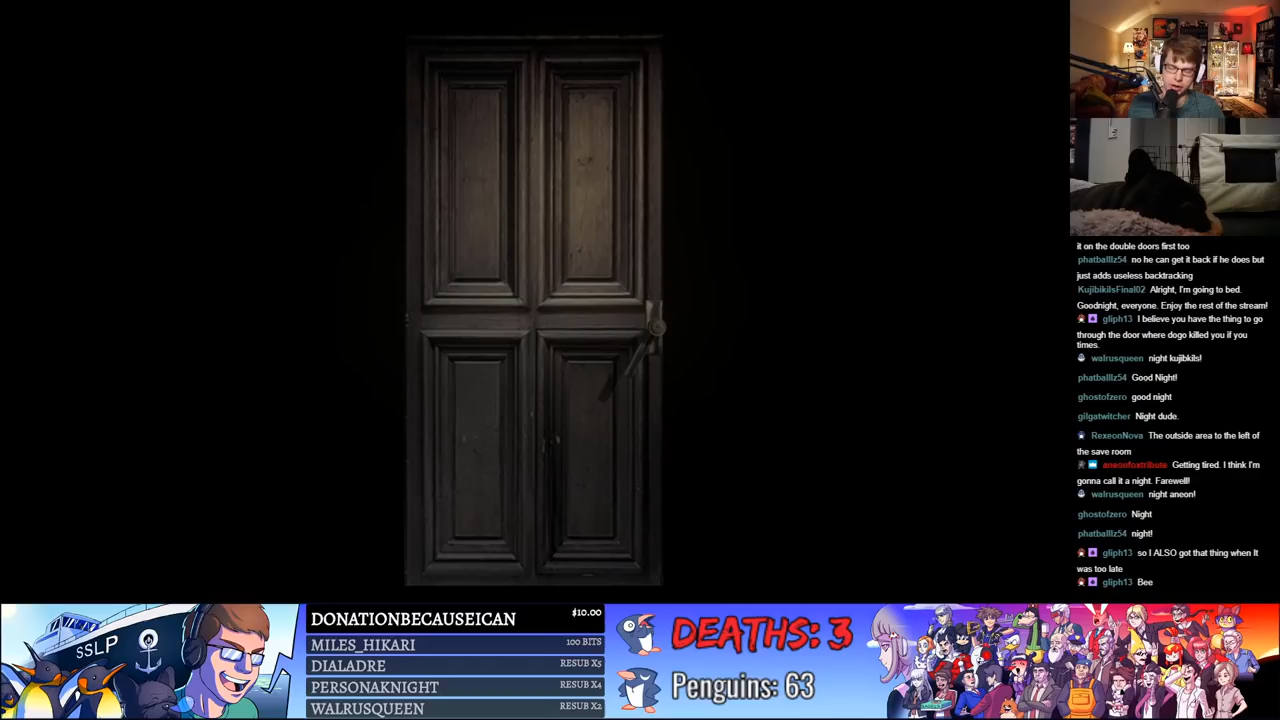 it on the double doors first too
phatballlz54 no he can get it back if he does but
just adds useless backtracking
KujibikiIsFinal02 Alright, I'm going to bed.
Goodnight, everyone. Enjoy the rest of the stream!
gliph13 I believe you have the thing to go
through the door where dogo killed you if you
times.
walrusqueen night kujibkils!
phatballlz54 Good Night!
ghostofzero good night
gilgatwitcher Night dude.
RexeonNova The outside area to the left of
the save room
aneonfoxtribute Getting tired. I think I'm
gonna call it a night. Farewell!
walrusqueen night aneon!
ghostofzero Night
phatballlz54 night!
gliph13 so I ALSO got that thing when It
was too late
gliph13 Bee
SSLP
DONATIONBECAUSEICAN $10.00
MILES_HIKARI 100 BITS
DIALADRE RESUB X5
PERSONAKNIGHT RESUB X4
WALRUSQUEEN RESUB X2
DEATHS: 3
Penguins: 63